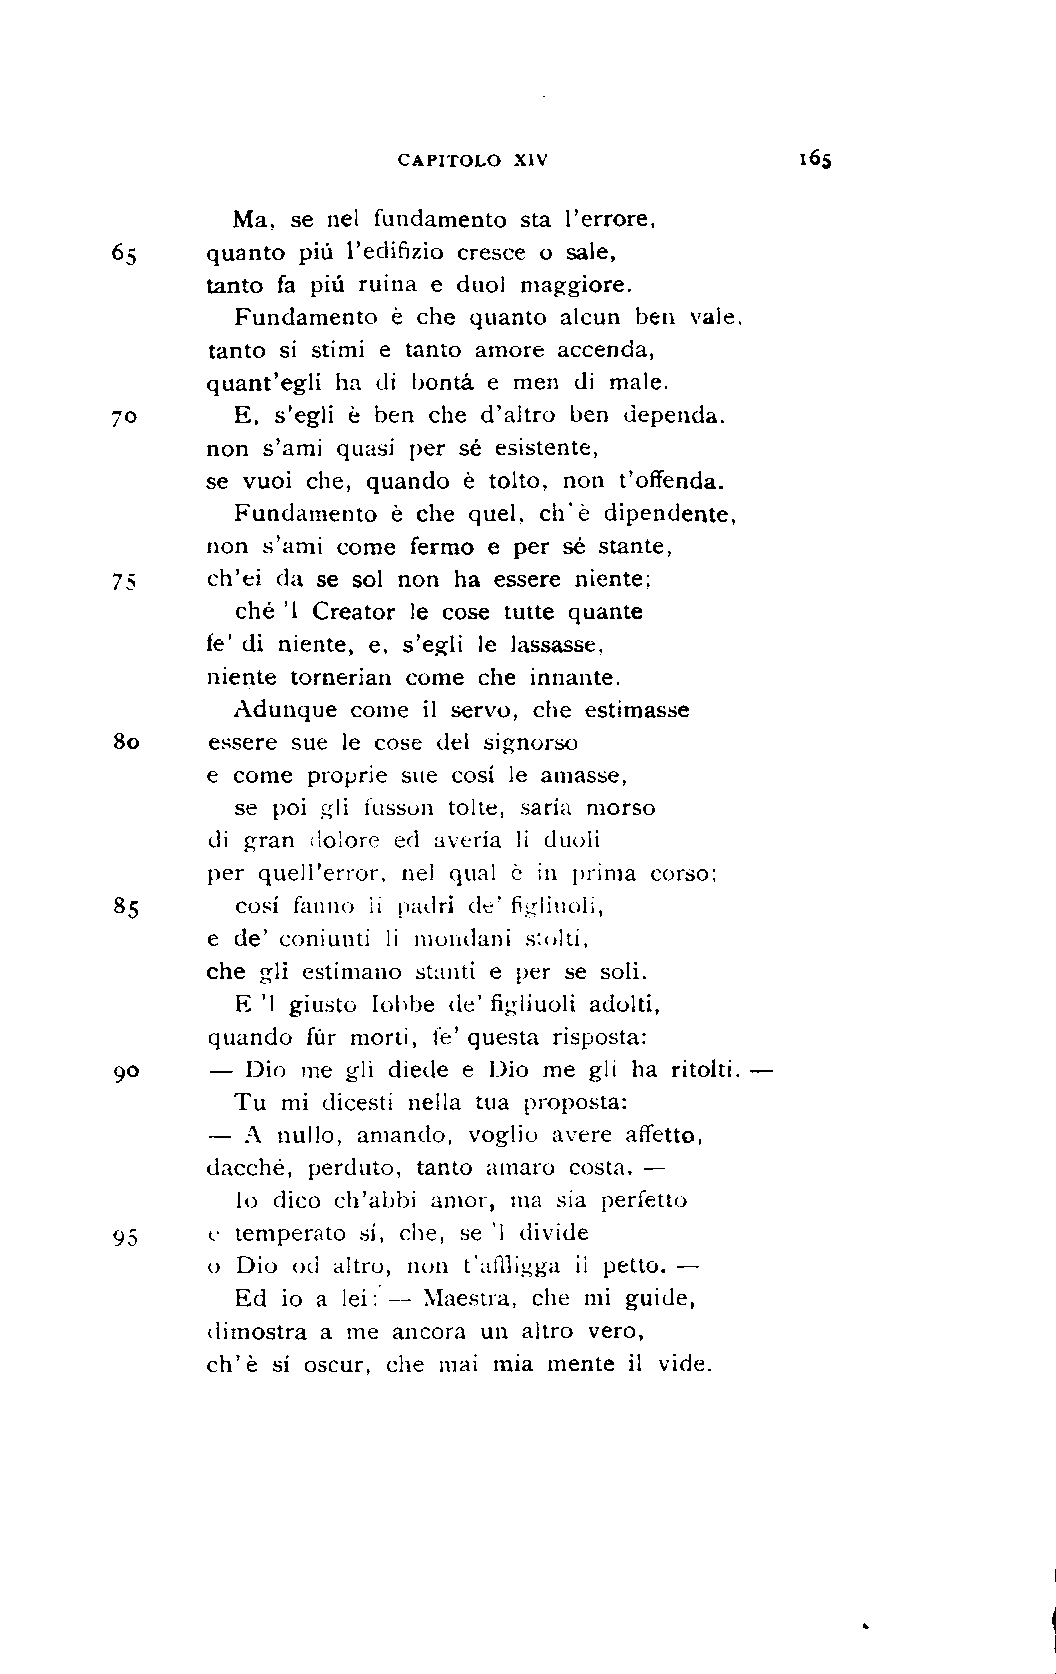 CAPITOLO XIV 165
Ma, se nel fundamento sta l'errore,
65 quanto piú l'edifizio cresce o sale,
tanto fa piú ruina e duol maggiore.
Fundamento è che quanto alcun ben vale,
tanto si stimi e tanto amore accenda,
quant'egli ha di bontá e men di male.
70 E, s'egli è ben che d'altro ben dependa,
non s'ami quasi per sé esistente,
se vuoi che, quando è tolto, non t'offenda.
Fundamento è che quel, ch'è dipendente,
non s'ami come fermo e per sé stante,
75 ch'ei da se sol non ha essere niente;
ché 'l Creator le cose tutte quante
fe' di niente, e, s'egli le lassasse,
niente tornerian come che innante.
Adunque come il servo, che estimasse
80 essere sue le cose del signorso
e come proprie sue cosí le amasse,
se poi gli fusson tolte, saría morso
di gran dolore ed avería li duoli
per quell'error, nel qual è in prima corso;
85 cosí fanno li padri de' figliuoli,
e de' coniunti li mondani stolti,
che gli estimano stanti e per se soli.
E 'l giusto Iobbe de' figliuoli adolti,
quando fûr morti, fe' questa risposta:
90 — Dio me gli diede e Dio me gli ha ritolti. —
Tu mi dicesti nella tua proposta:
— A nullo, amando, voglio avere affetto,
dacché, perduto, tanto amaro costa. —
Io dico ch'abbi amor, ma sia perfetto
95 e temperato sí, che, se 'l divide
o Dio od altro, non t'affligga il petto. —
Ed io a lei: — Maestra, che mi guide,
dimostra a me ancora un altro vero,
ch'è sí oscur, che mai mia mente il vide.